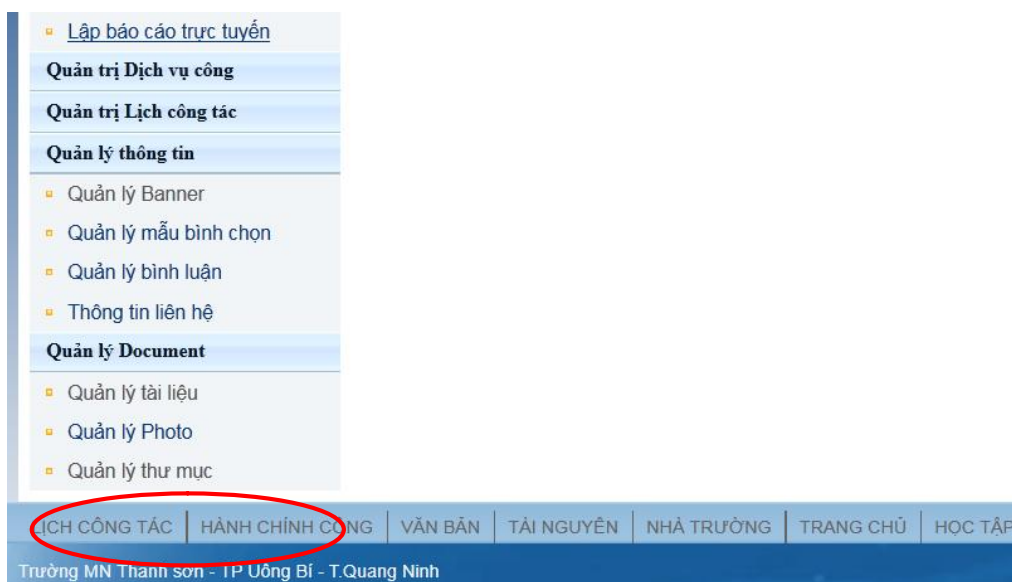 Lập báo cáo trực tuyến
Quản trị Dịch vụ công
Quản trị Lịch công tác
Quản lý thông tin
Quản lý Banner
Quản lý mẫu bình chọn
Quản lý bình luận
Thông tin liên hệ
Quản lý Document
Quản lý tài liệu
Quản lý Photo
Quản lý thư mục
LỊCH CÔNG TÁC HÀNH CHÍNH CÔNG VĂN BẢN TÀI NGUYÊN NHÀ TRƯỜNG TRANG CHỦ HỌC TẬP
Trường MN Thanh sơn - TP Uông Bí - T.Quang Ninh